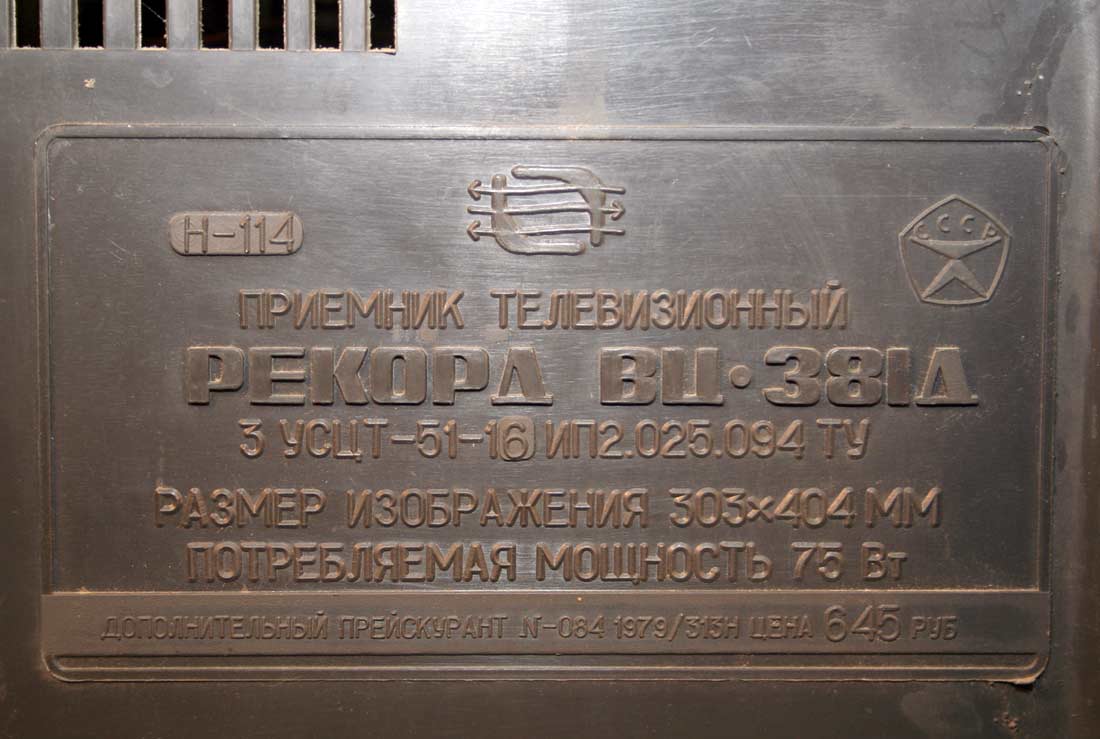 Н-114
СССР
ПРИЕМНИК ТЕЛЕВИЗИОННЫЙ
РЕКОРД ВЦ·381Д
3 УСЦТ-51-16 ИП2.025.094 ТУ
РАЗМЕР ИЗОБРАЖЕНИЯ 303×404 ММ
ПОТРЕБЛЯЕМАЯ МОЩНОСТЬ 75 Вт
ДОПОЛНИТЕЛЬНЫЙ ПРЕЙСКУРАНТ N-084 1979/313Н ЦЕНА 645 РУБ